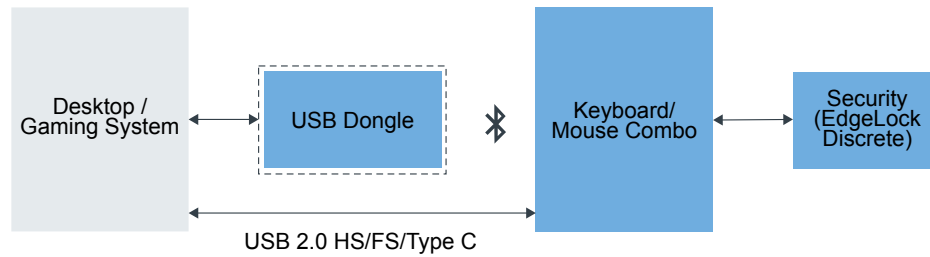 Desktop /
Gaming System
USB Dongle
Keyboard/
Mouse Combo
Security
(EdgeLock
Discrete)
USB 2.0 HS/FS/Type C